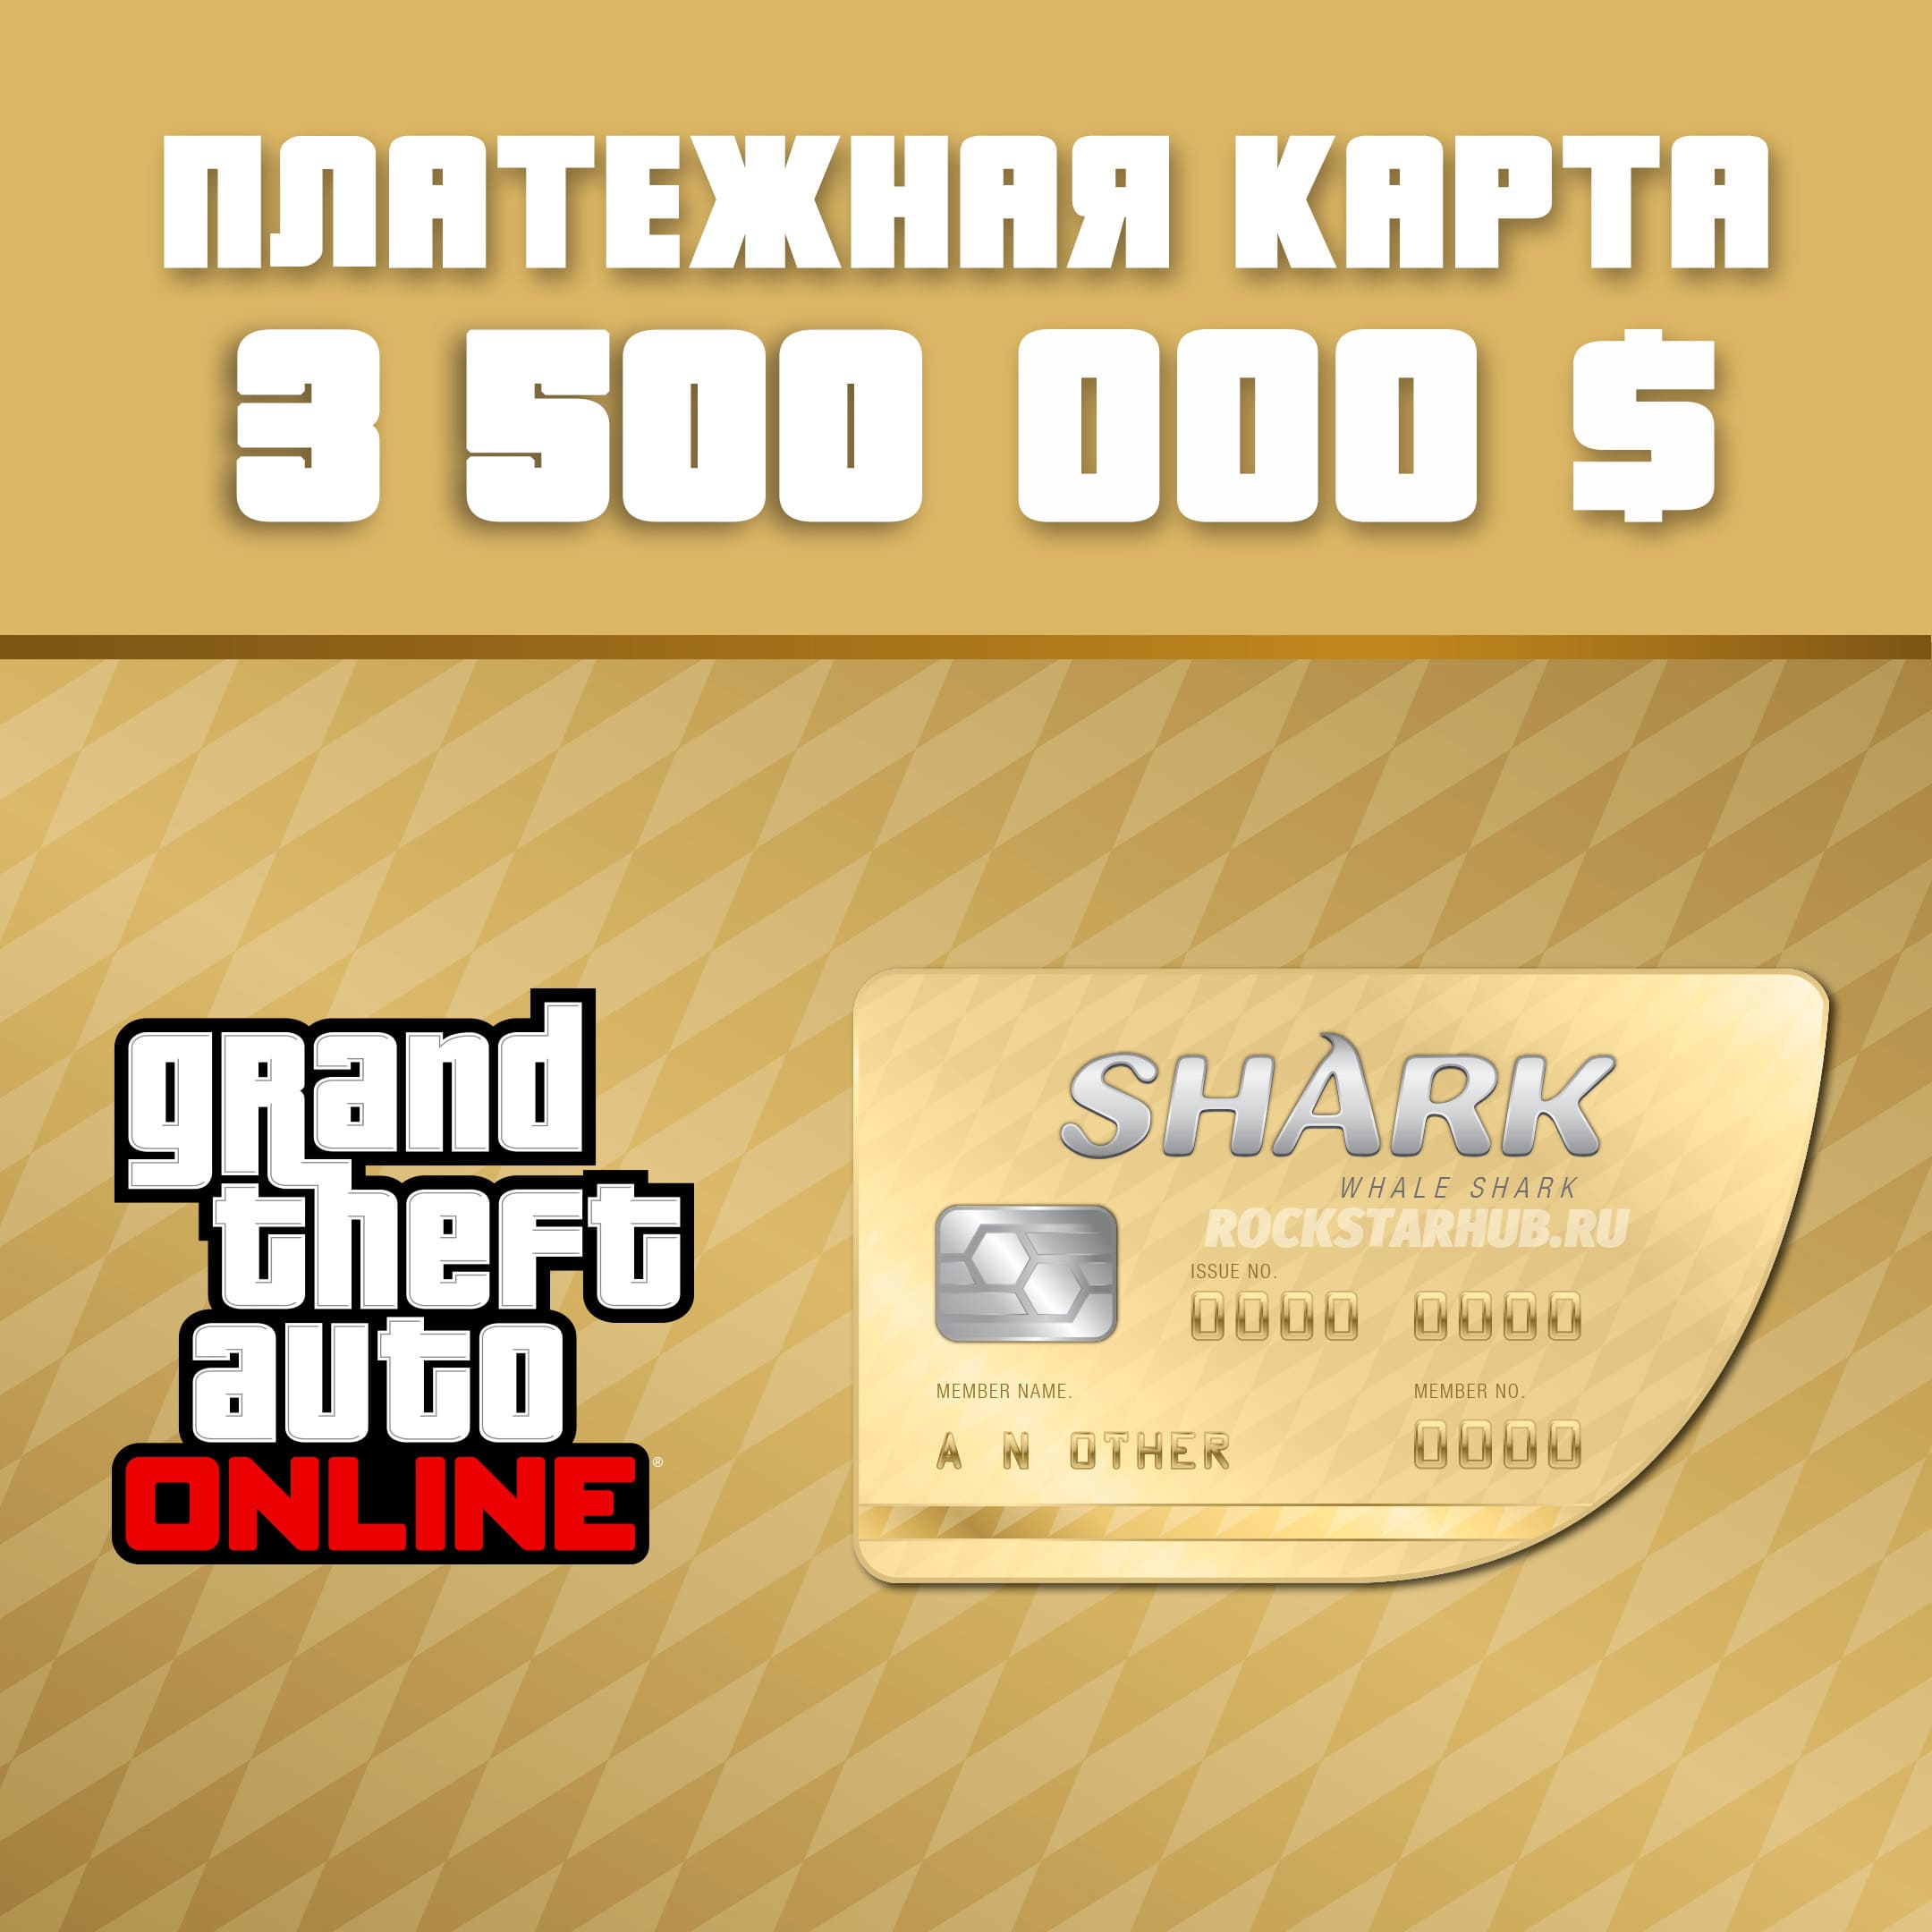 ПЛАТЕЖНАЯ КАРТА
3 500 000 $
grand
theft
auto
ONLINE®
SHARK
WHALE SHARK
ROCKSTARHUB.RU
ISSUE NO.
0000 0000
MEMBER NAME. MEMBER NO.
A N OTHER 0000